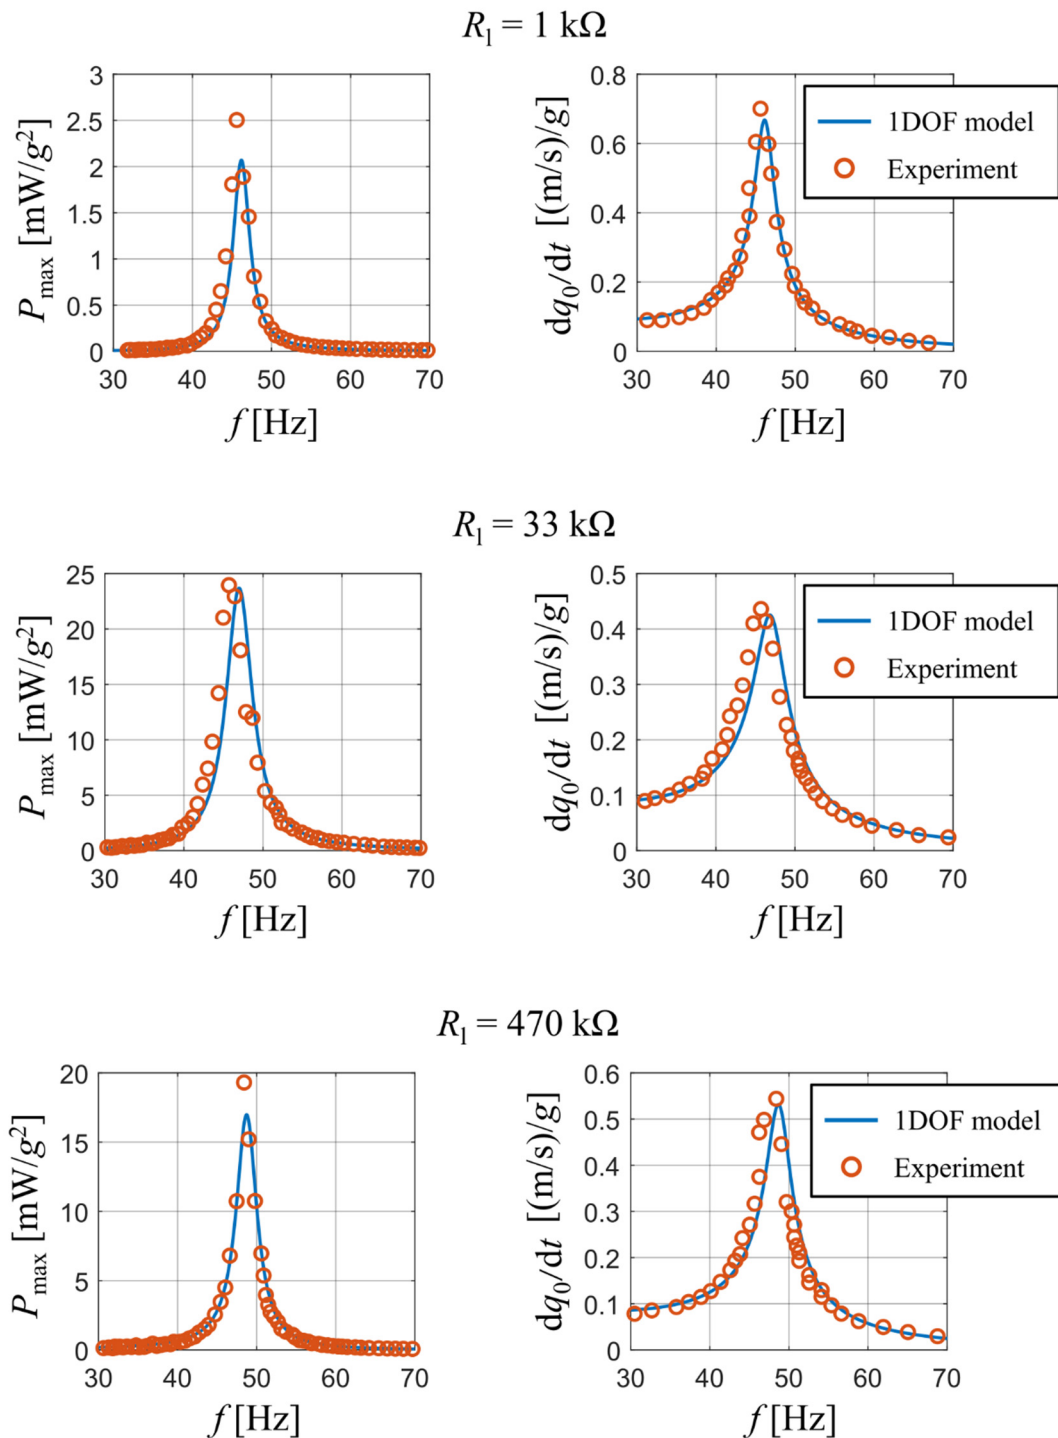 R_l = 1 kΩ
P_max [mW/g²]
3
2.5
2
1.5
1
0.5
0
30 40 50 60 70
f [Hz]
dq₀/dt [(m/s)/g]
0.8
0.6
0.4
0.2
0
30 40 50 60 70
f [Hz]
1DOF model
Experiment
R_l = 33 kΩ
P_max [mW/g²]
25
20
15
10
5
0
30 40 50 60 70
f [Hz]
dq₀/dt [(m/s)/g]
0.5
0.4
0.3
0.2
0.1
0
30 40 50 60 70
f [Hz]
1DOF model
Experiment
R_l = 470 kΩ
P_max [mW/g²]
20
15
10
5
0
30 40 50 60 70
f [Hz]
dq₀/dt [(m/s)/g]
0.6
0.5
0.4
0.3
0.2
0.1
0
30 40 50 60 70
f [Hz]
1DOF model
Experiment